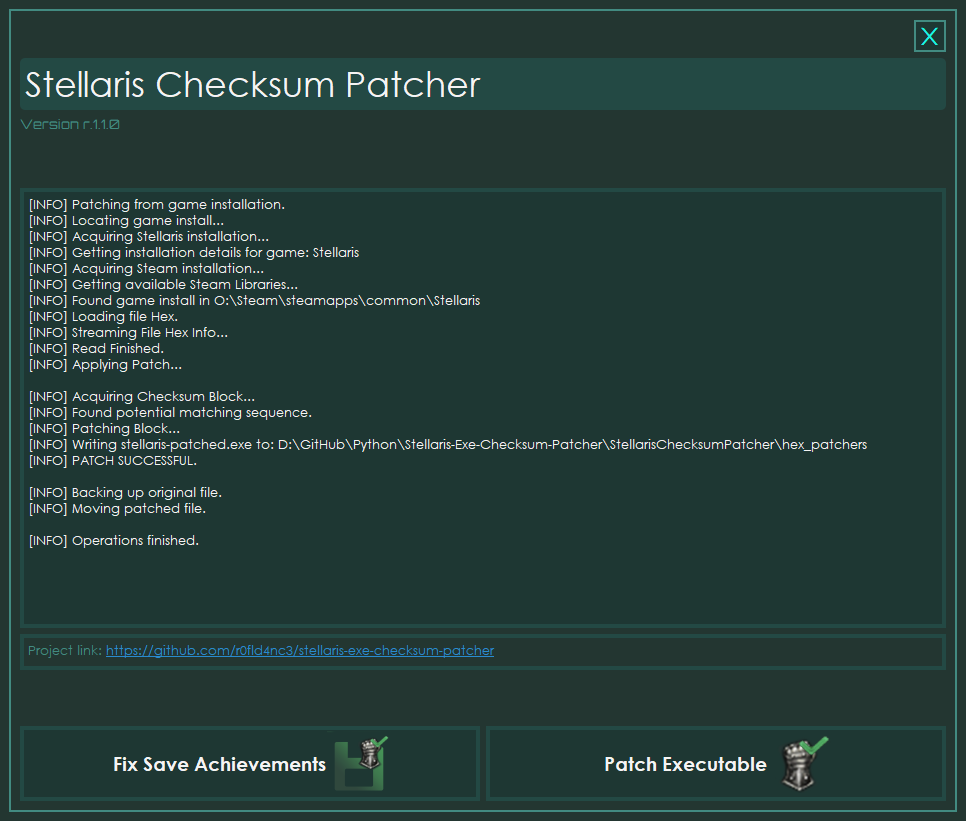 X
Stellaris Checksum Patcher
Version r.1.1.0
[INFO] Patching from game installation.
[INFO] Locating game install...
[INFO] Acquiring Stellaris installation...
[INFO] Getting installation details for game: Stellaris
[INFO] Acquiring Steam installation...
[INFO] Getting available Steam Libraries...
[INFO] Found game install in O:\Steam\steamapps\common\Stellaris
[INFO] Loading file Hex.
[INFO] Streaming File Hex Info...
[INFO] Read Finished.
[INFO] Applying Patch...
[INFO] Acquiring Checksum Block...
[INFO] Found potential matching sequence.
[INFO] Patching Block...
[INFO] Writing stellaris-patched.exe to: D:\GitHub\Python\Stellaris-Exe-Checksum-Patcher\StellarisChecksumPatcher\hex_patchers
[INFO] PATCH SUCCESSFUL.
[INFO] Backing up original file.
[INFO] Moving patched file.
[INFO] Operations finished.
Project link: https://github.com/r0fld4nc3/stellaris-exe-checksum-patcher
Fix Save Achievements
Patch Executable